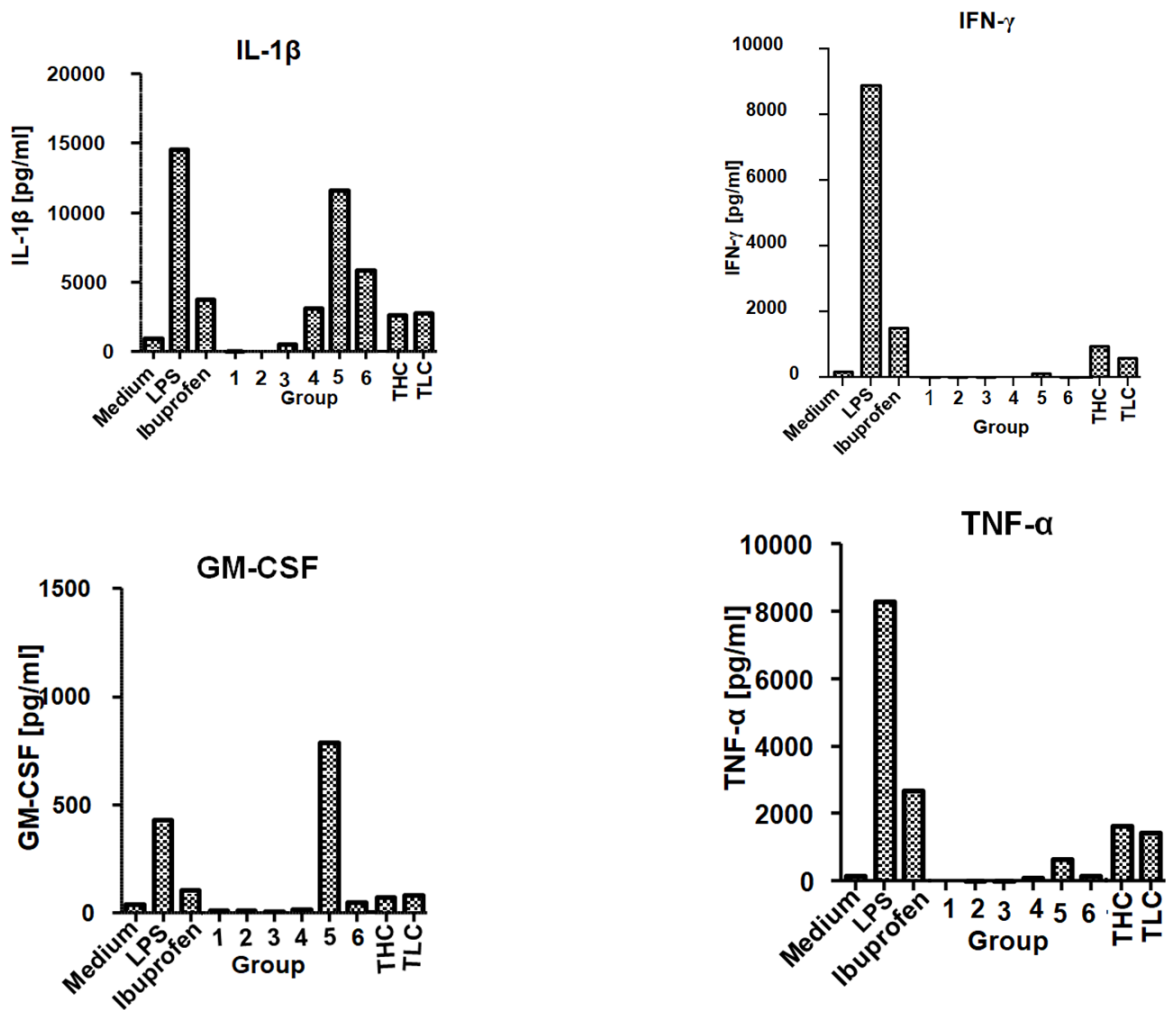 IL-1β
IL-1β [pg/ml]
20000
15000
10000
5000
0
Medium
LPS
Ibuprofen
1 2 3 4 5 6
THC
TLC
Group
IFN-γ
IFN-γ [pg/ml]
10000
8000
6000
4000
2000
0
Medium
LPS
Ibuprofen
1 2 3 4 5 6
THC
TLC
Group
GM-CSF
GM-CSF [pg/ml]
1500
1000
500
0
Medium
LPS
Ibuprofen
1 2 3 4 5 6
THC
TLC
Group
TNF-α
TNF-α [pg/ml]
10000
8000
6000
4000
2000
0
Medium
LPS
Ibuprofen
1 2 3 4 5 6
THC
TLC
Group